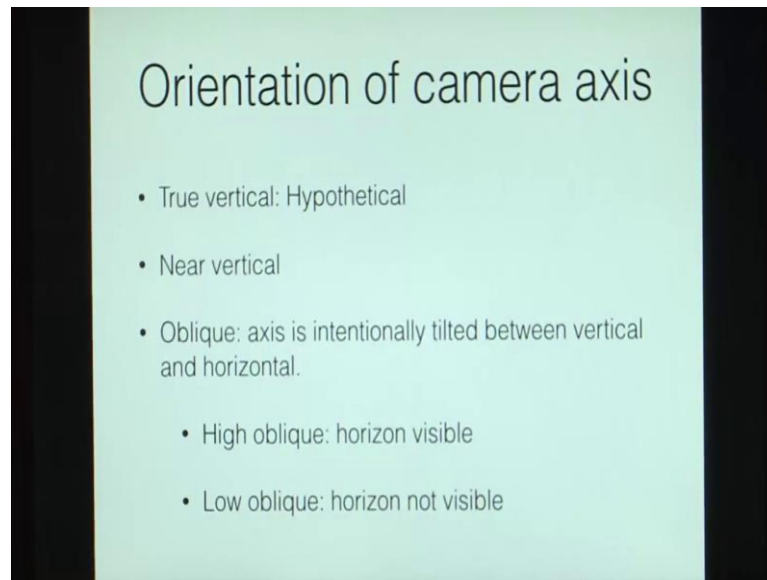 Orientation of camera axis
• True vertical: Hypothetical
• Near vertical
• Oblique: axis is intentionally tilted between vertical
and horizontal.
• High oblique: horizon visible
• Low oblique: horizon not visible